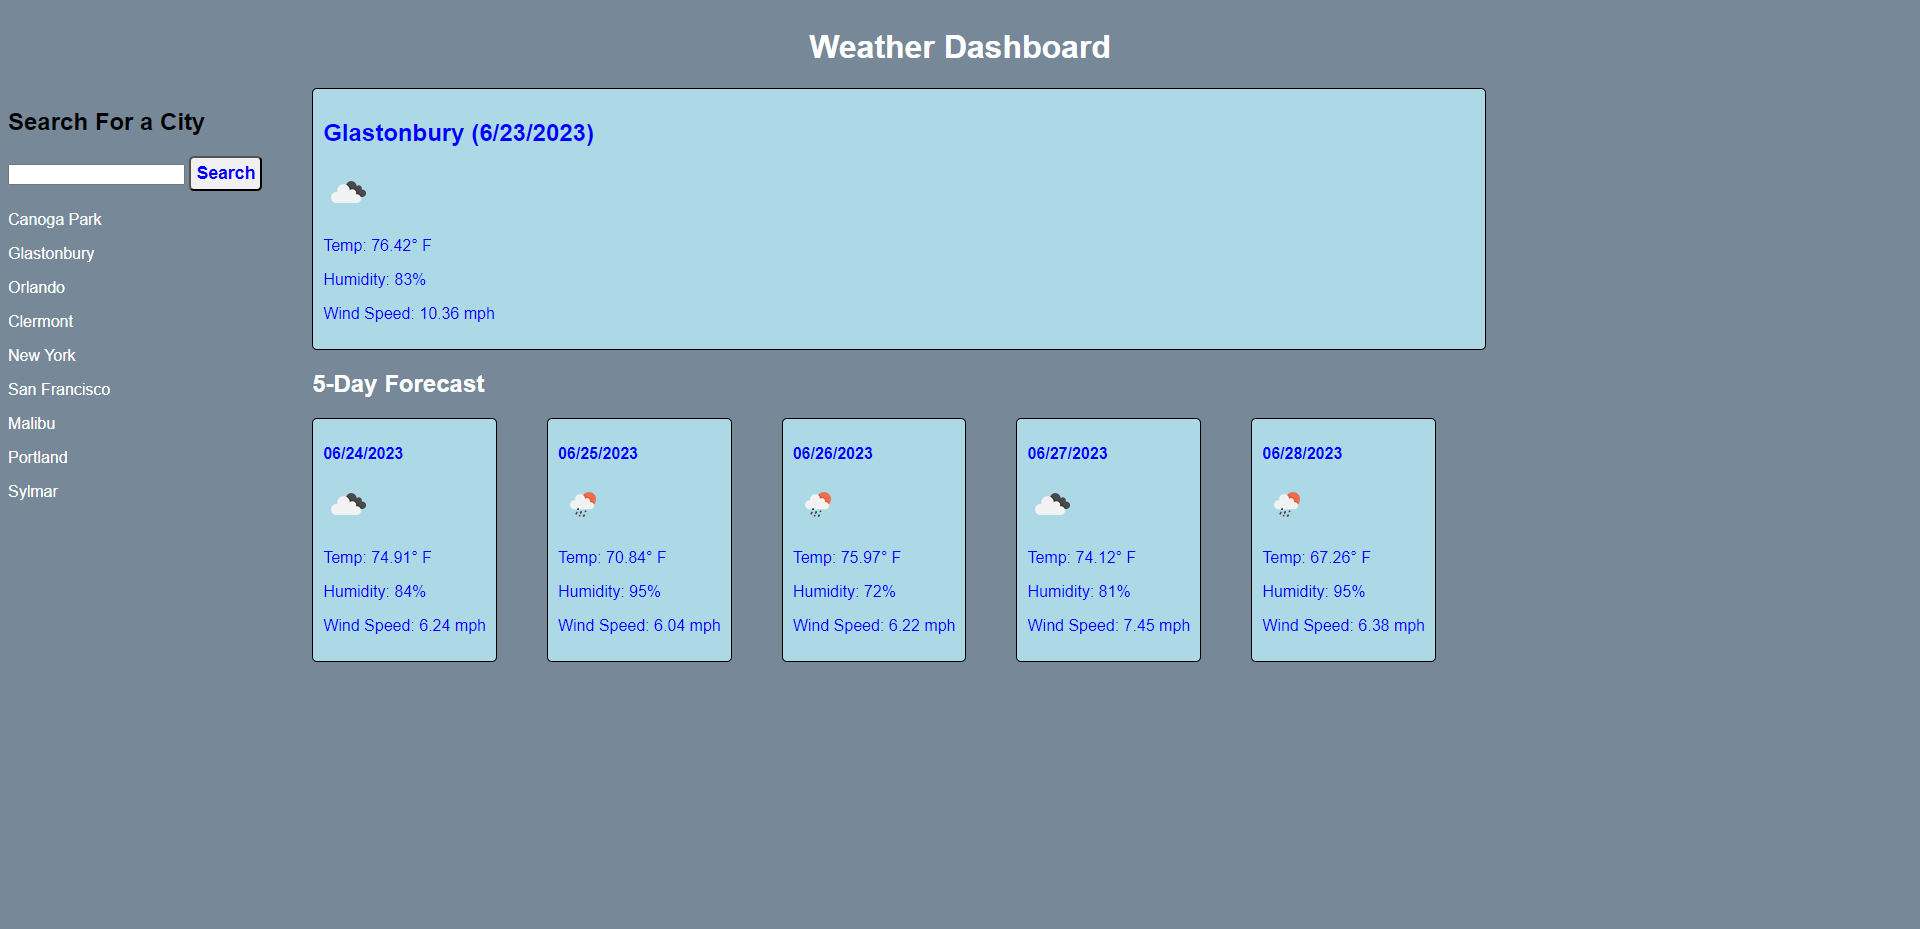 Weather Dashboard
Search For a City
Search
Canoga Park
Glastonbury
Orlando
Clermont
New York
San Francisco
Malibu
Portland
Sylmar
Glastonbury (6/23/2023)
Temp: 76.42° F
Humidity: 83%
Wind Speed: 10.36 mph
5-Day Forecast
06/24/2023
Temp: 74.91° F
Humidity: 84%
Wind Speed: 6.24 mph
06/25/2023
Temp: 70.84° F
Humidity: 95%
Wind Speed: 6.04 mph
06/26/2023
Temp: 75.97° F
Humidity: 72%
Wind Speed: 6.22 mph
06/27/2023
Temp: 74.12° F
Humidity: 81%
Wind Speed: 7.45 mph
06/28/2023
Temp: 67.26° F
Humidity: 95%
Wind Speed: 6.38 mph